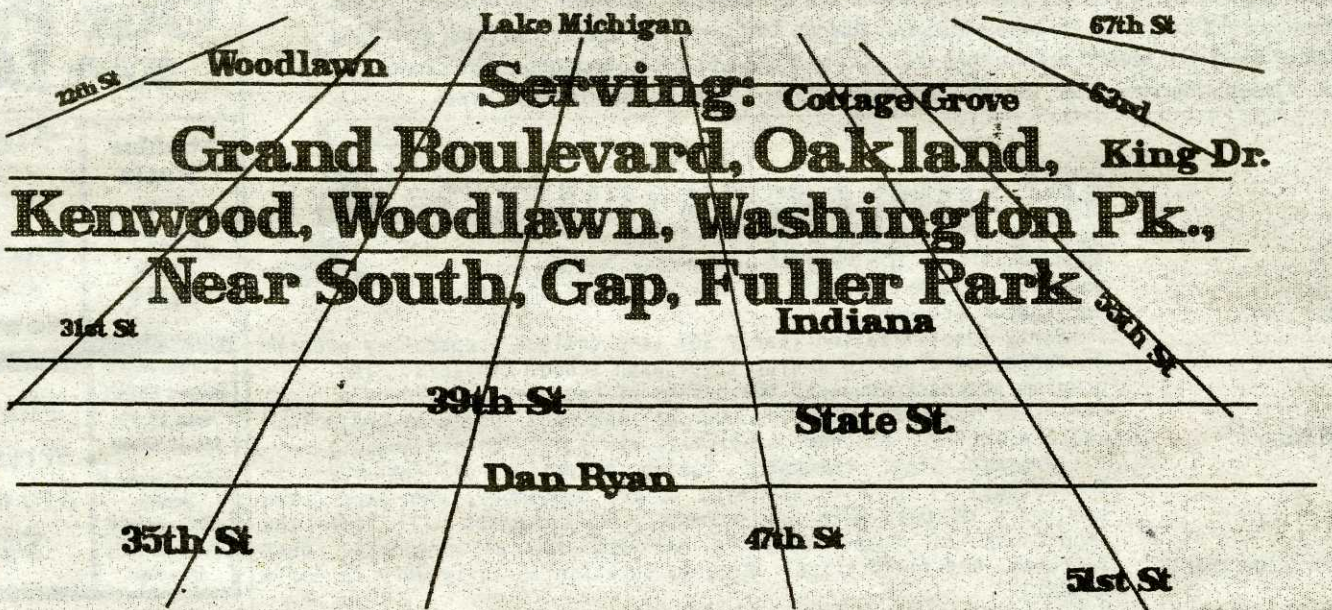 Lake Michigan
67th St
Woodlawn
22th St
Serving:
Cottage Grove
63rd
Grand Boulevard, Oakland,
King Dr.
Kenwood, Woodlawn, Washington Pk.,
Near South, Gap, Fuller Park
31st St
Indiana
55th St
39th St
State St.
Dan Ryan
35th St
47th St
51st St